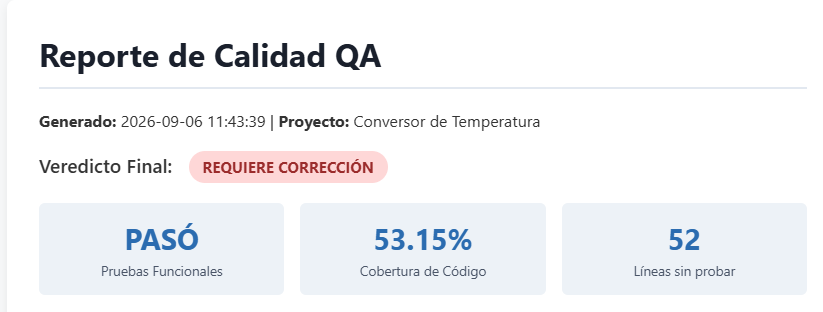 Reporte de Calidad QA
Generado: 2026-09-06 11:43:39 | Proyecto: Conversor de Temperatura
Veredicto Final: REQUIERE CORRECCIÓN
PASÓ
Pruebas Funcionales
53.15%
Cobertura de Código
52
Líneas sin probar